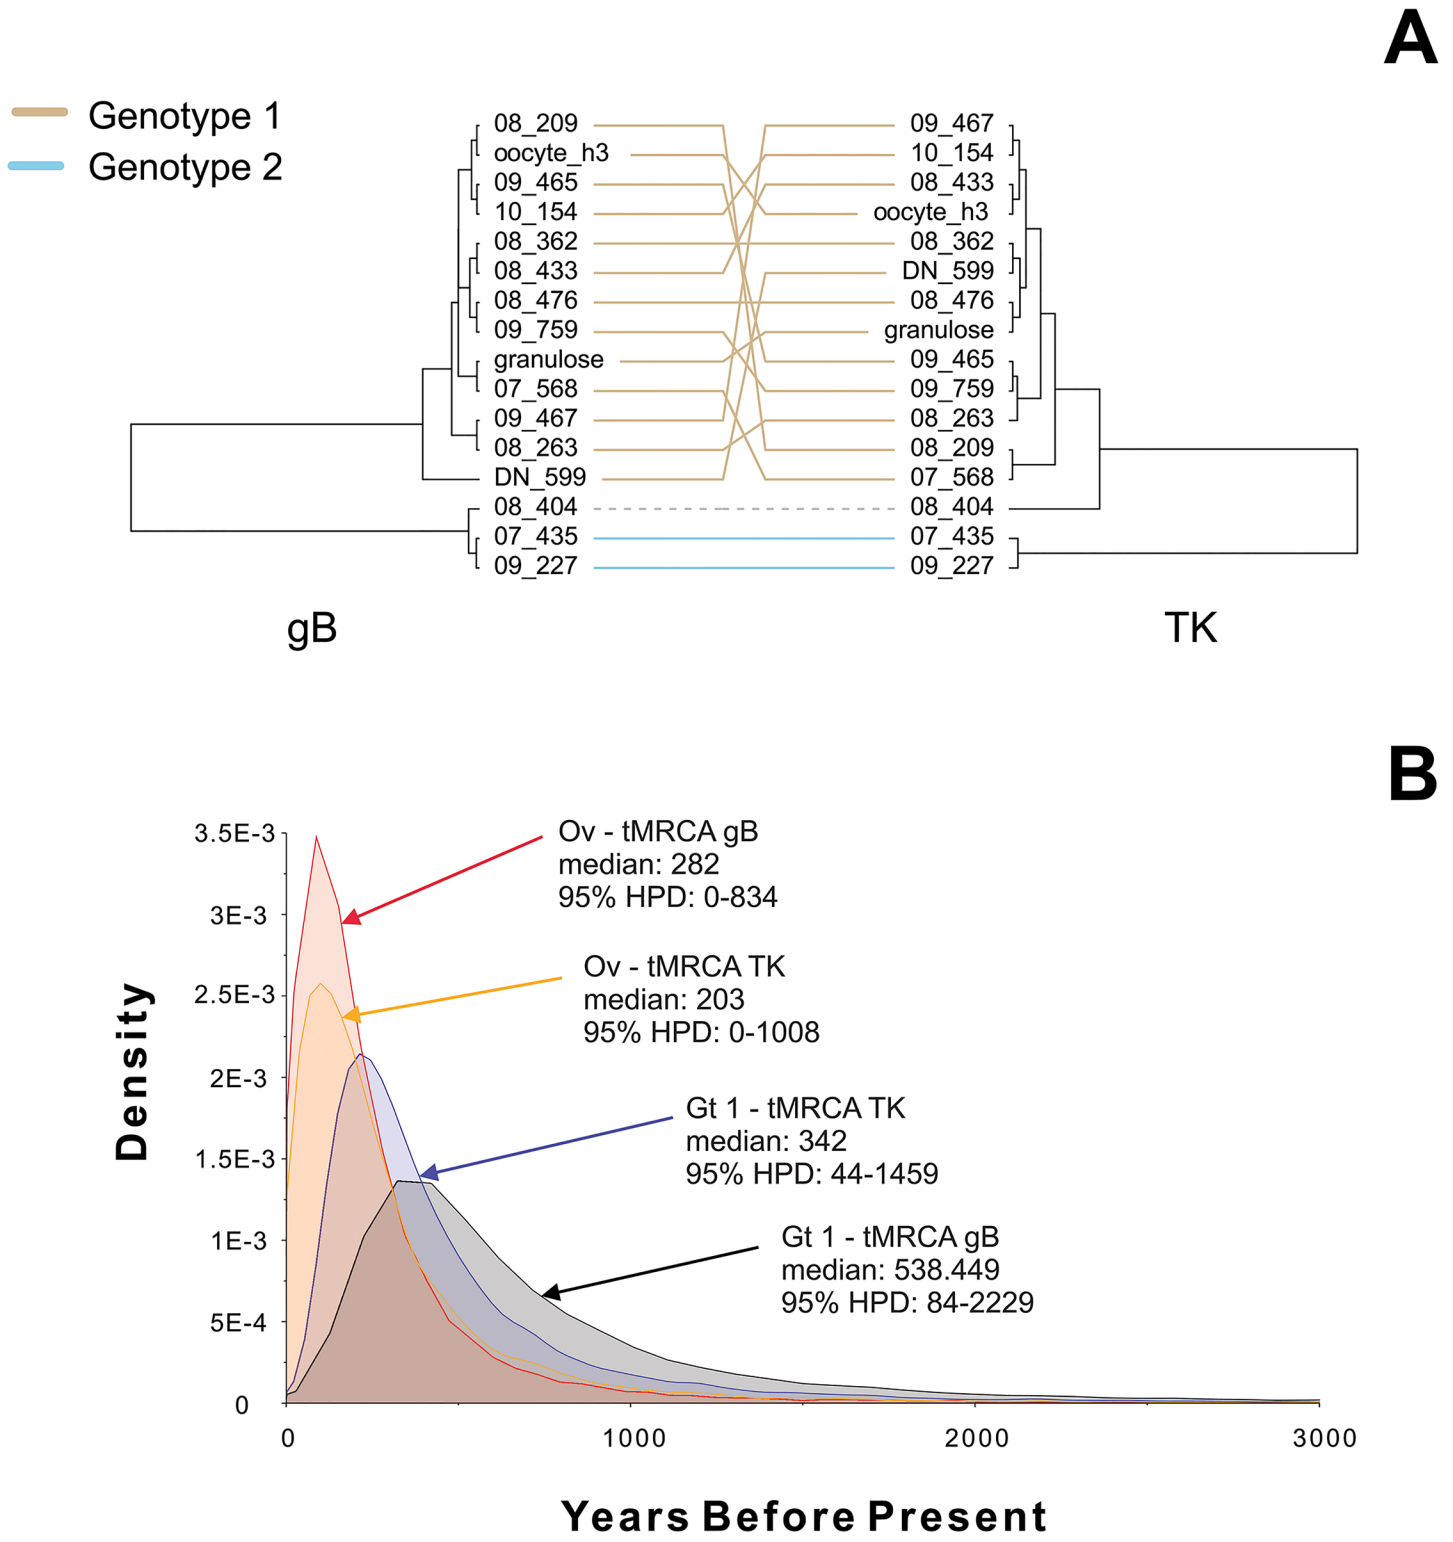 A
Genotype 1
Genotype 2
08_209
oocyte_h3
09_465
10_154
08_362
08_433
08_476
09_759
granulose
07_568
09_467
08_263
DN_599
08_404
07_435
09_227
09_467
10_154
08_433
oocyte_h3
08_362
DN_599
08_476
granulose
09_465
09_759
08_263
08_209
07_568
08_404
07_435
09_227
gB
TK
B
Density
3.5E-3
3E-3
2.5E-3
2E-3
1.5E-3
1E-3
5E-4
0
Ov - tMRCA gB
median: 282
95% HPD: 0-834
Ov - tMRCA TK
median: 203
95% HPD: 0-1008
Gt 1 - tMRCA TK
median: 342
95% HPD: 44-1459
Gt 1 - tMRCA gB
median: 538.449
95% HPD: 84-2229
0
1000
2000
3000
Years Before Present